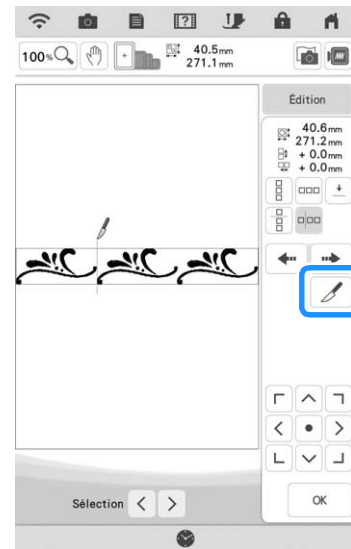 100%
40.5mm
271.1mm
Édition
40.6mm
271.2mm
+ 0.0mm
+ 0.0mm
Sélection
OK